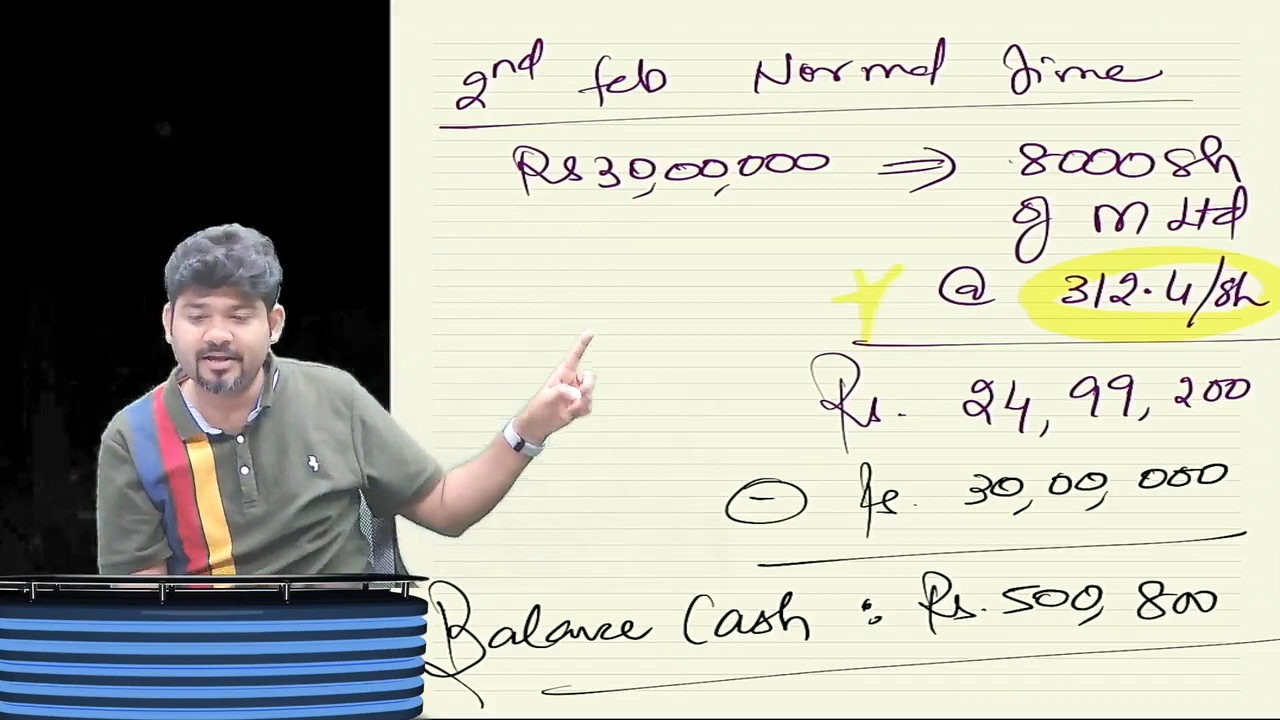 2nd feb Normal Time
Rs 30,00,000 ⇒ 8000 sh
of M Ltd
@ 312.4/sh
Rs. 24,99,200
⊖ Rs. 30,00,000
Balance Cash : Rs. 500,800